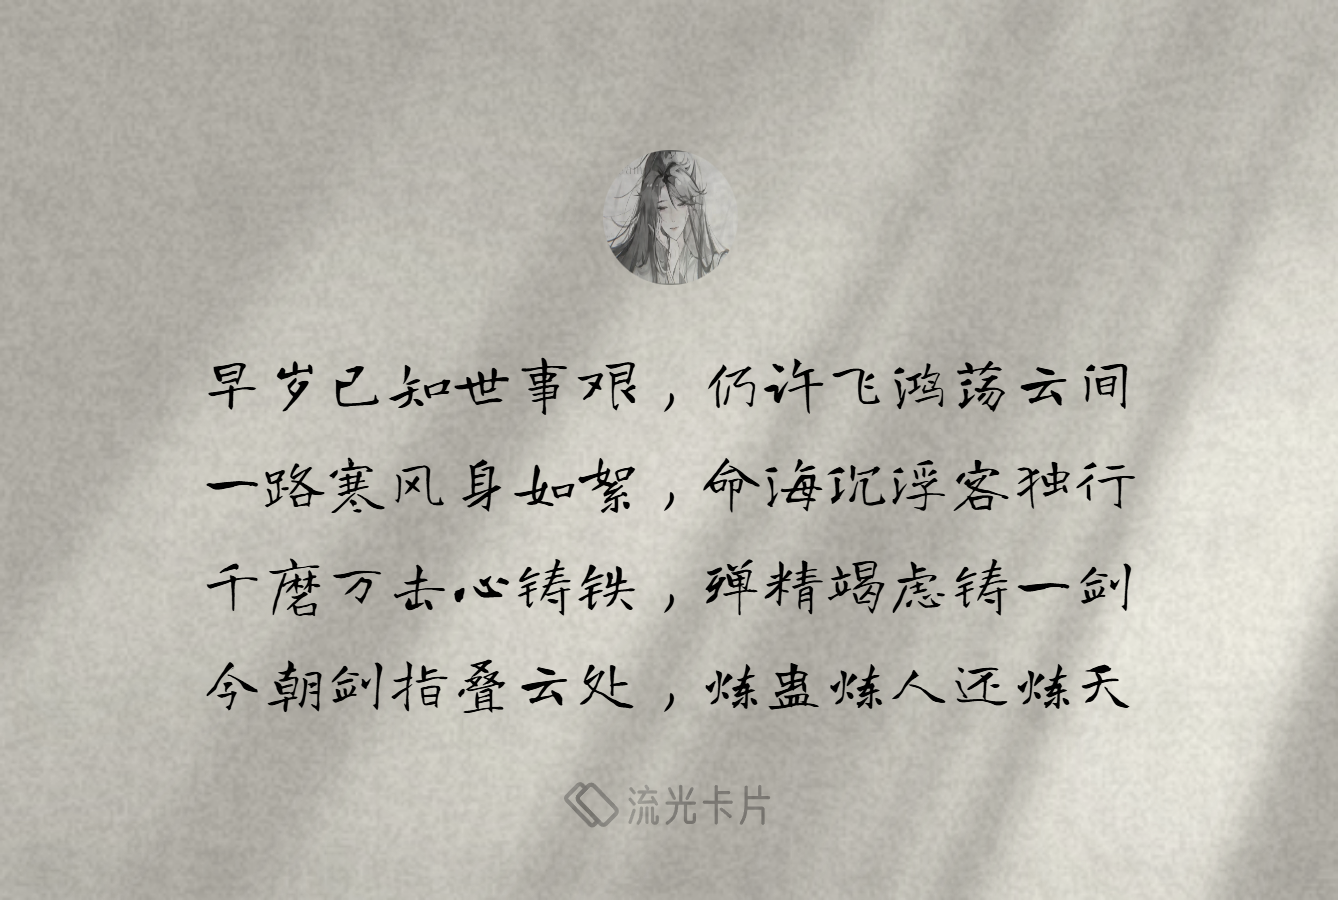 早岁已知世事艰，仍许飞鸿荡云间
一路寒风身如絮，命海沉浮客独行
千磨万击心铸铁，殚精竭虑铸一剑
今朝剑指叠云处，炼蛊炼人还炼天
流光卡片